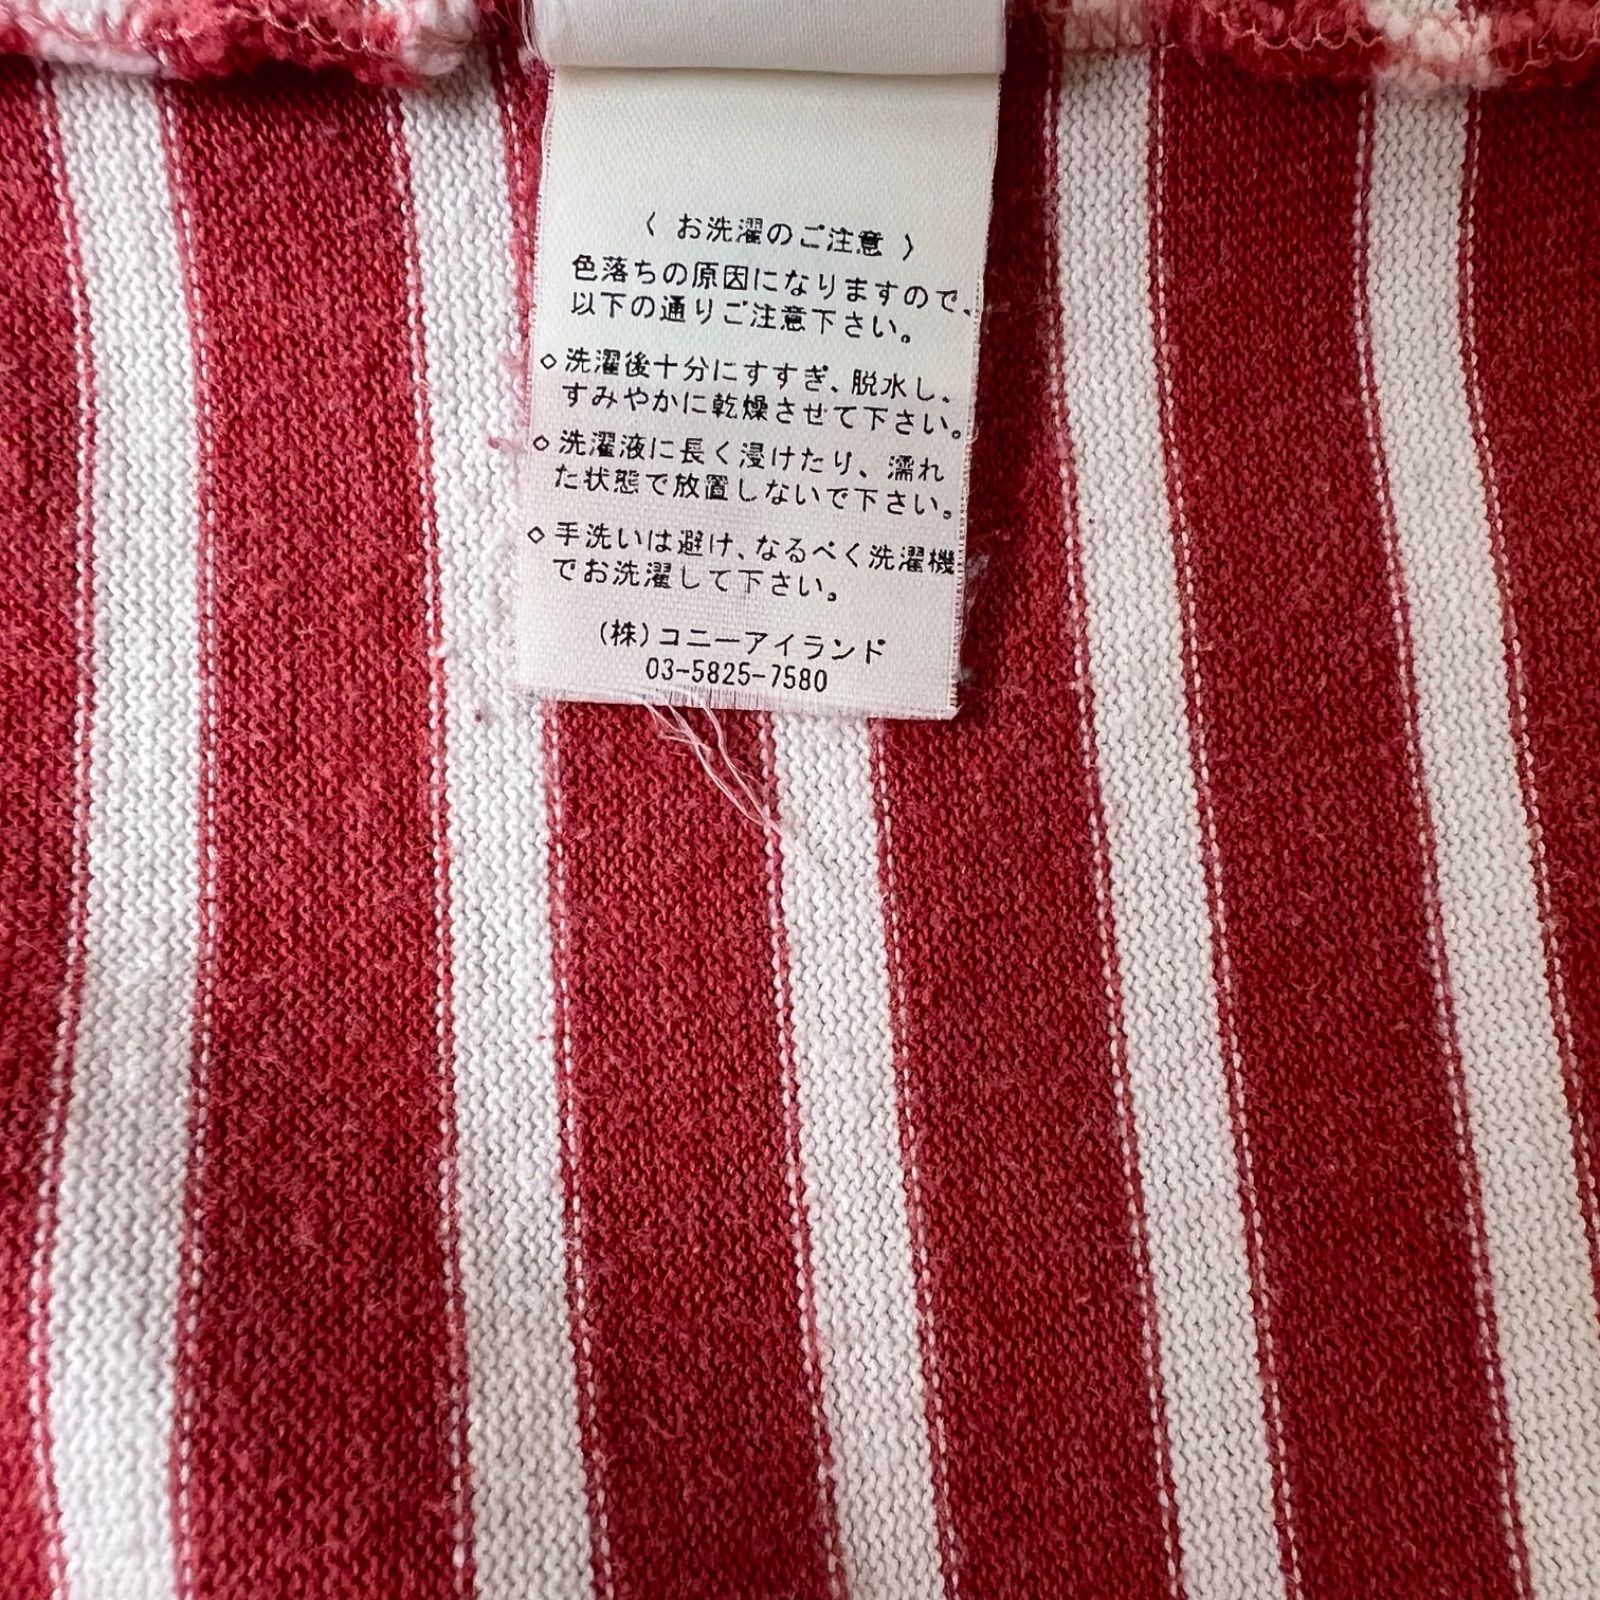 〈 お洗濯のご注意 〉
色落ちの原因になりますので、
以下の通りご注意下さい。
◇洗濯後十分にすすぎ、脱水し、
すみやかに乾燥させて下さい。
◇洗濯液に長く浸けたり、濡れ
た状態で放置しないで下さい。
◇手洗いは避け、なるべく洗濯機
でお洗濯して下さい。
(株)コニーアイランド
03-5825-7580